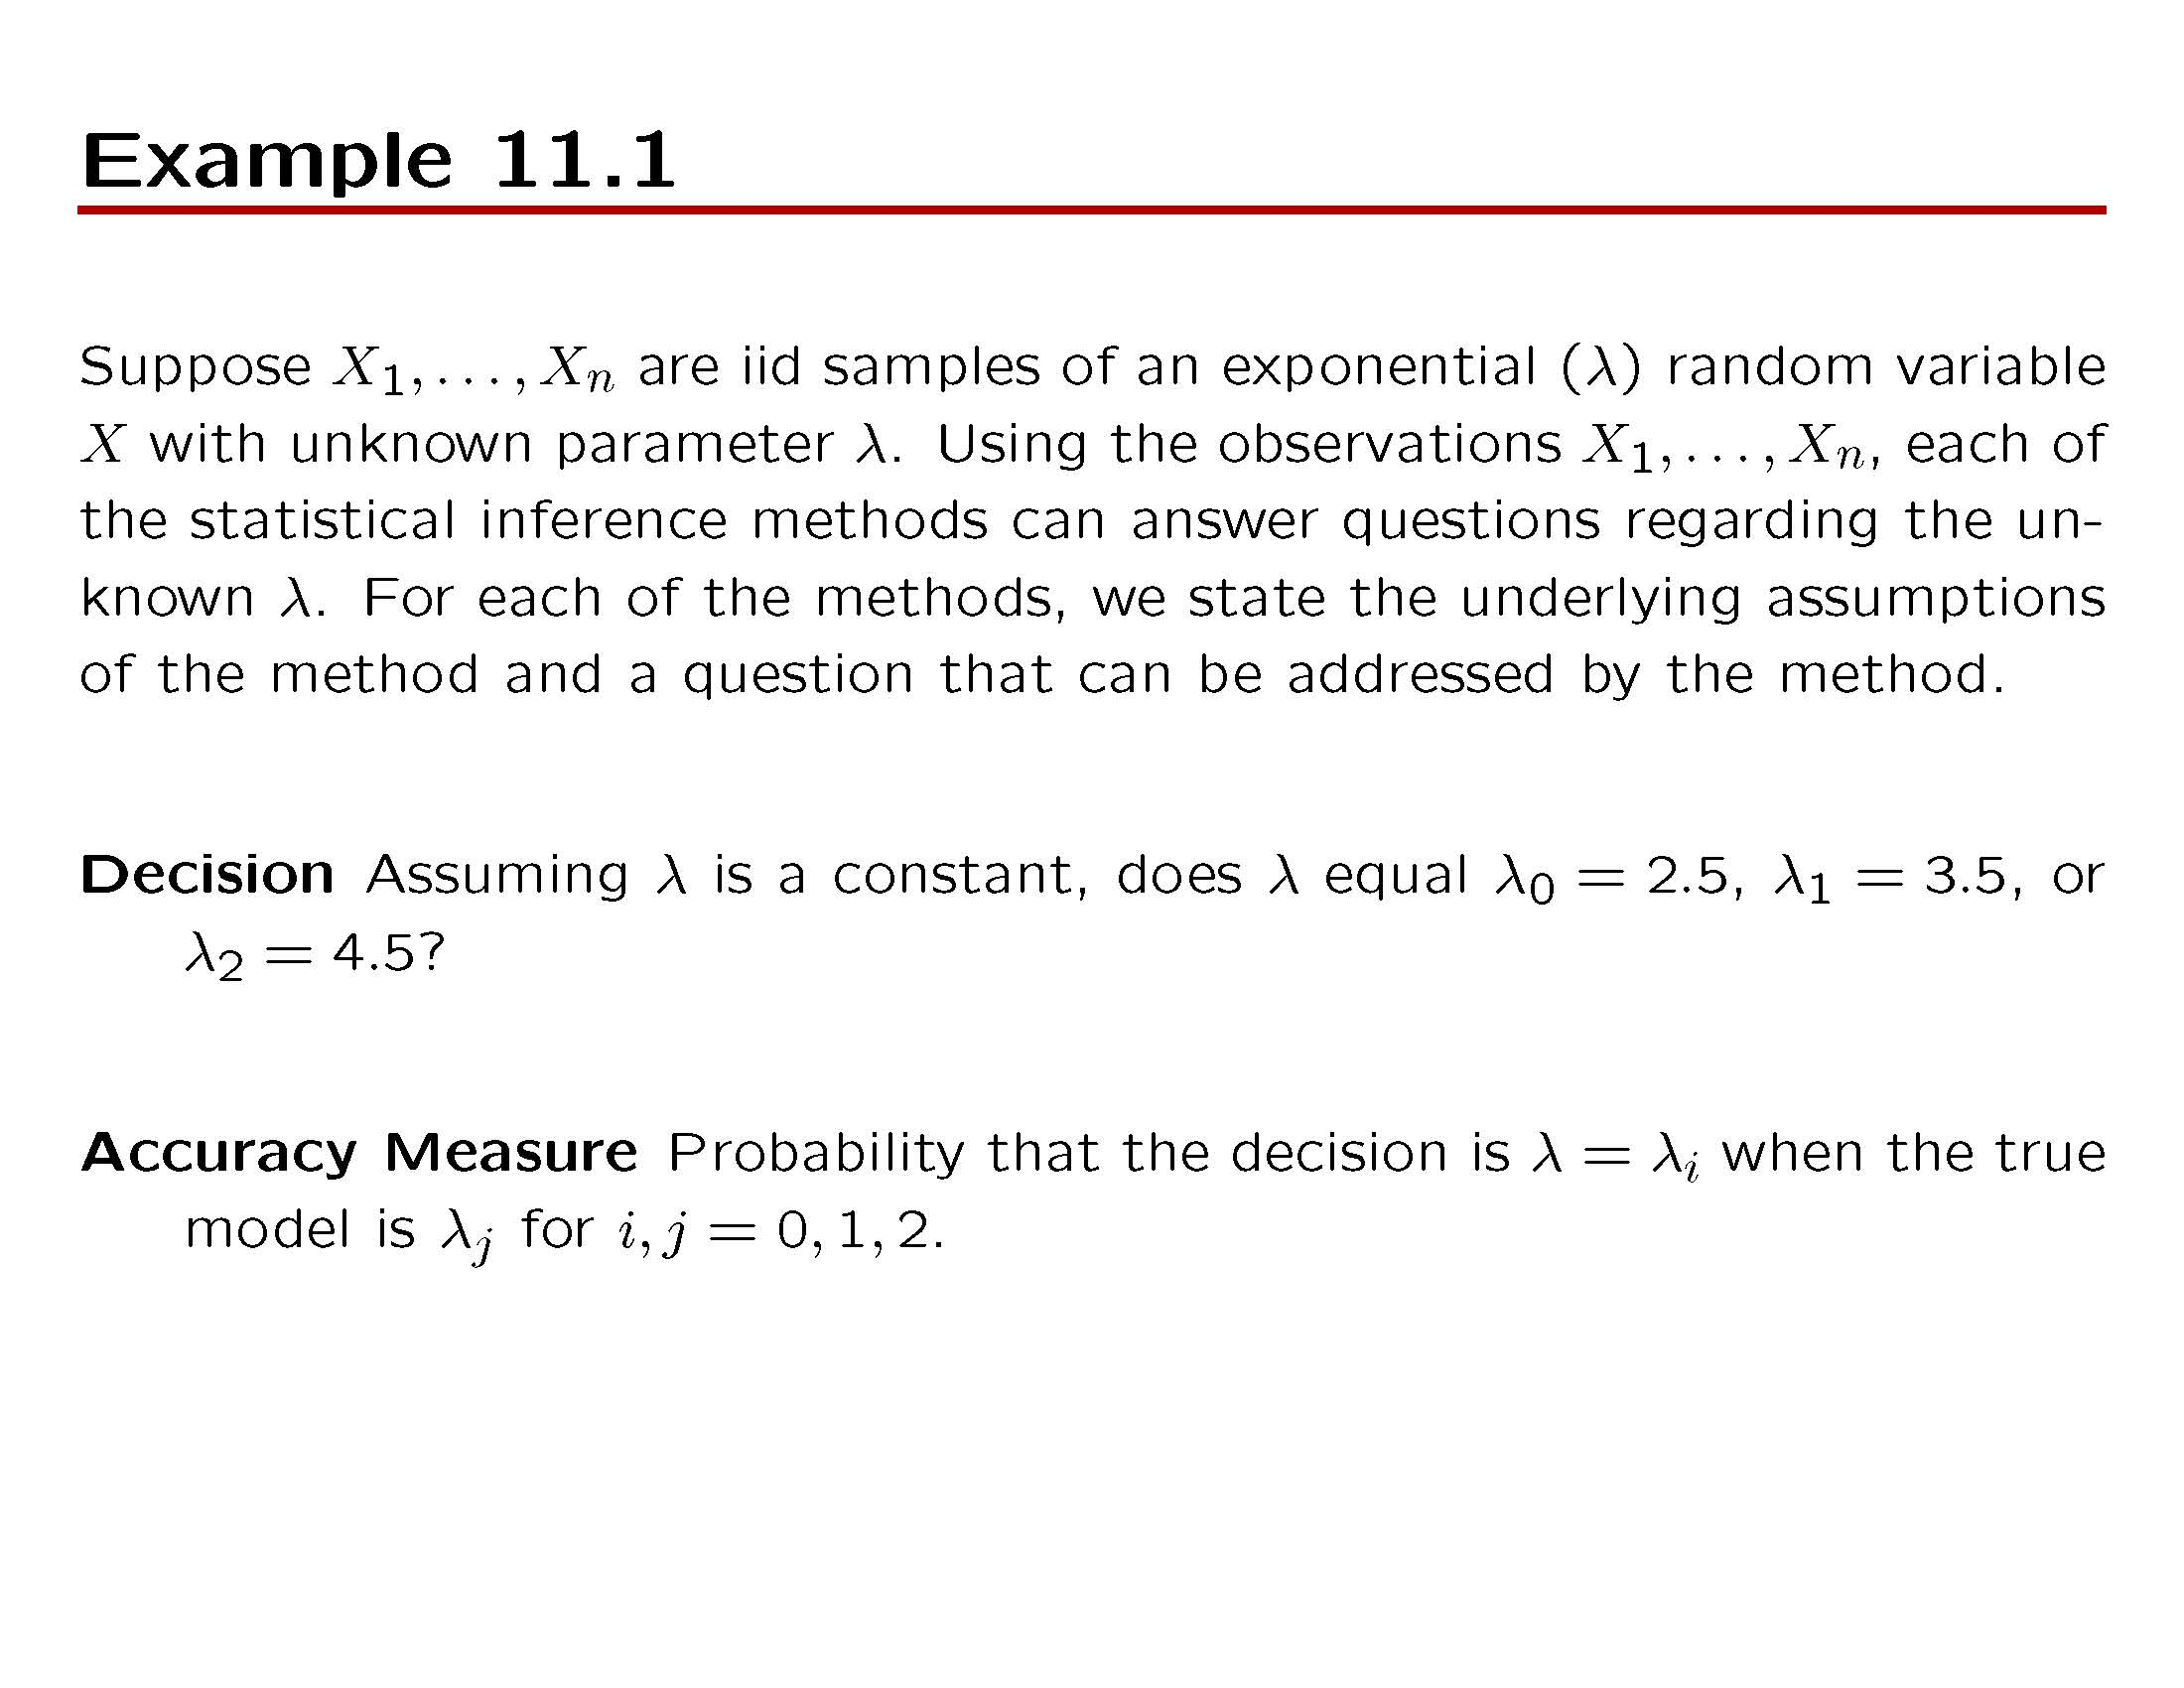 Example 11.1
Suppose X₁, . . . , Xₙ are iid samples of an exponential (λ) random variable
X with unknown parameter λ. Using the observations X₁, . . . , Xₙ, each of
the statistical inference methods can answer questions regarding the un-
known λ. For each of the methods, we state the underlying assumptions
of the method and a question that can be addressed by the method.
Decision Assuming λ is a constant, does λ equal λ₀ = 2.5, λ₁ = 3.5, or
λ₂ = 4.5?
Accuracy Measure Probability that the decision is λ = λᵢ when the true
model is λⱼ for i, j = 0, 1, 2.